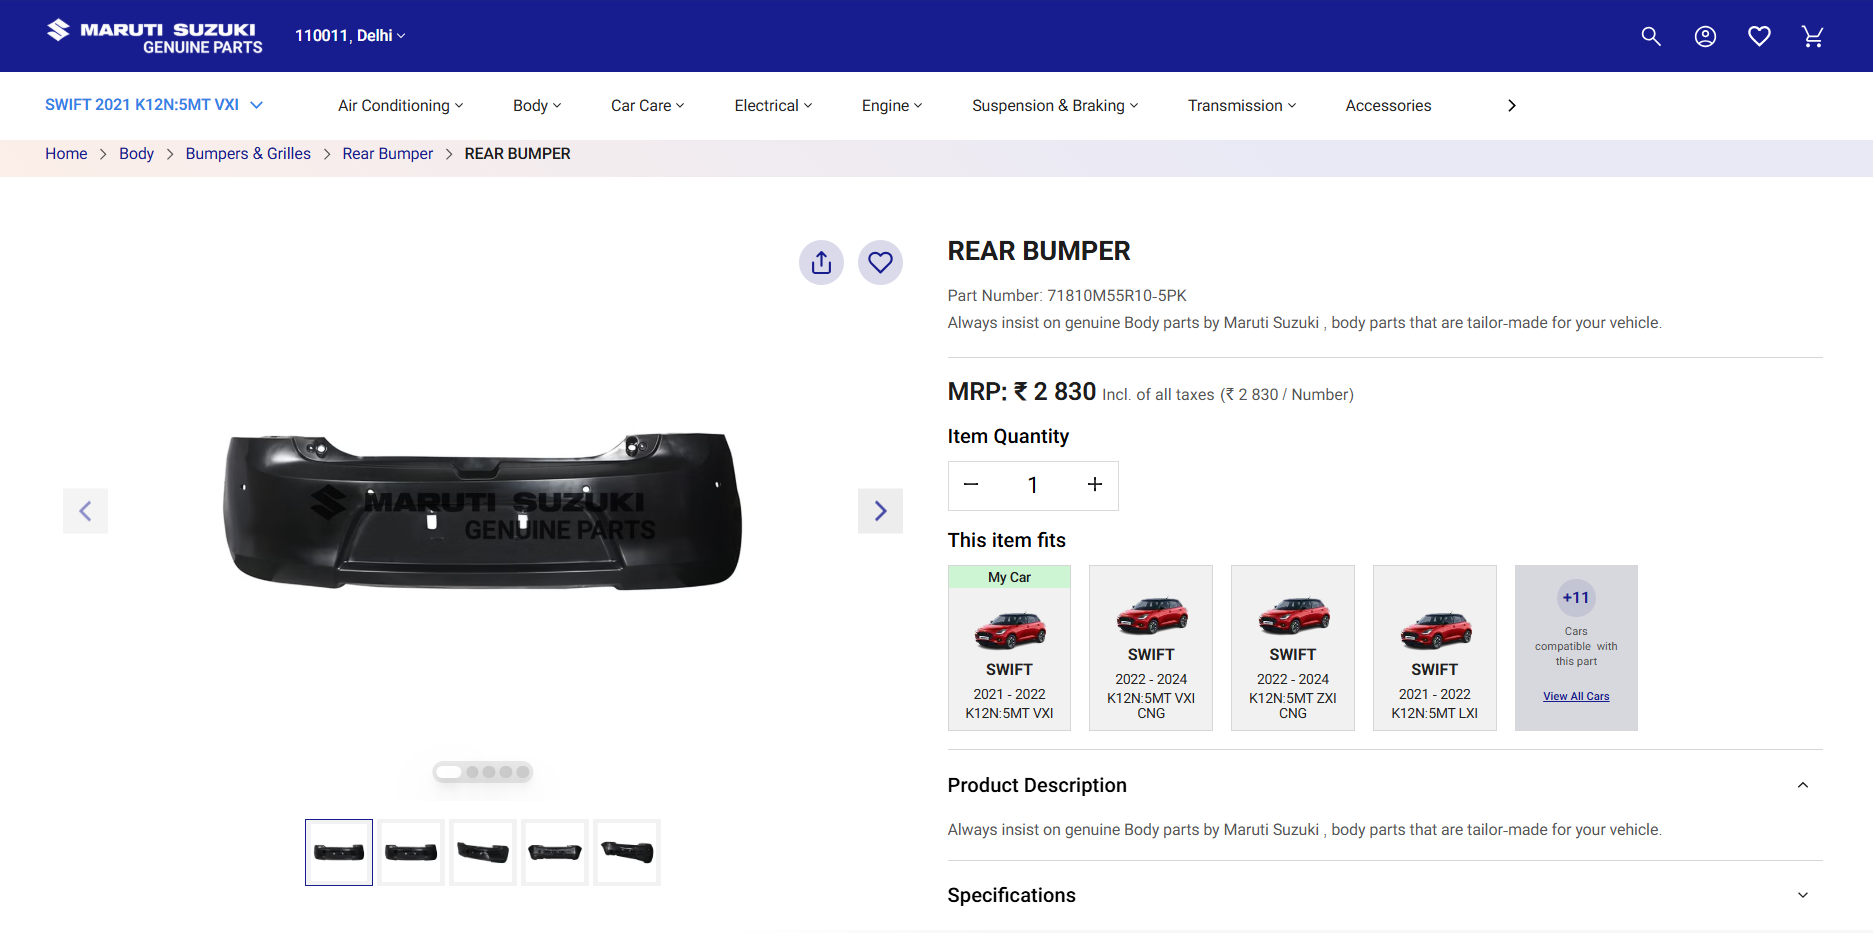 MARUTI SUZUKI
GENUINE PARTS
110011, Delhi
SWIFT 2021 K12N:5MT VXI
Air Conditioning
Body
Car Care
Electrical
Engine
Suspension & Braking
Transmission
Accessories
Home > Body > Bumpers & Grilles > Rear Bumper > REAR BUMPER
MARUTI SUZUKI
GENUINE PARTS
REAR BUMPER
Part Number: 71810M55R10-5PK
Always insist on genuine Body parts by Maruti Suzuki , body parts that are tailor-made for your vehicle.
MRP: ₹ 2 830 Incl. of all taxes (₹ 2 830 / Number)
Item Quantity
− 1 +
This item fits
My Car
SWIFT
2021 - 2022
K12N:5MT VXI
SWIFT
2022 - 2024
K12N:5MT VXI
CNG
SWIFT
2022 - 2024
K12N:5MT ZXI
CNG
SWIFT
2021 - 2022
K12N:5MT LXI
+11
Cars
compatible with
this part
View All Cars
Product Description
Always insist on genuine Body parts by Maruti Suzuki , body parts that are tailor-made for your vehicle.
Specifications